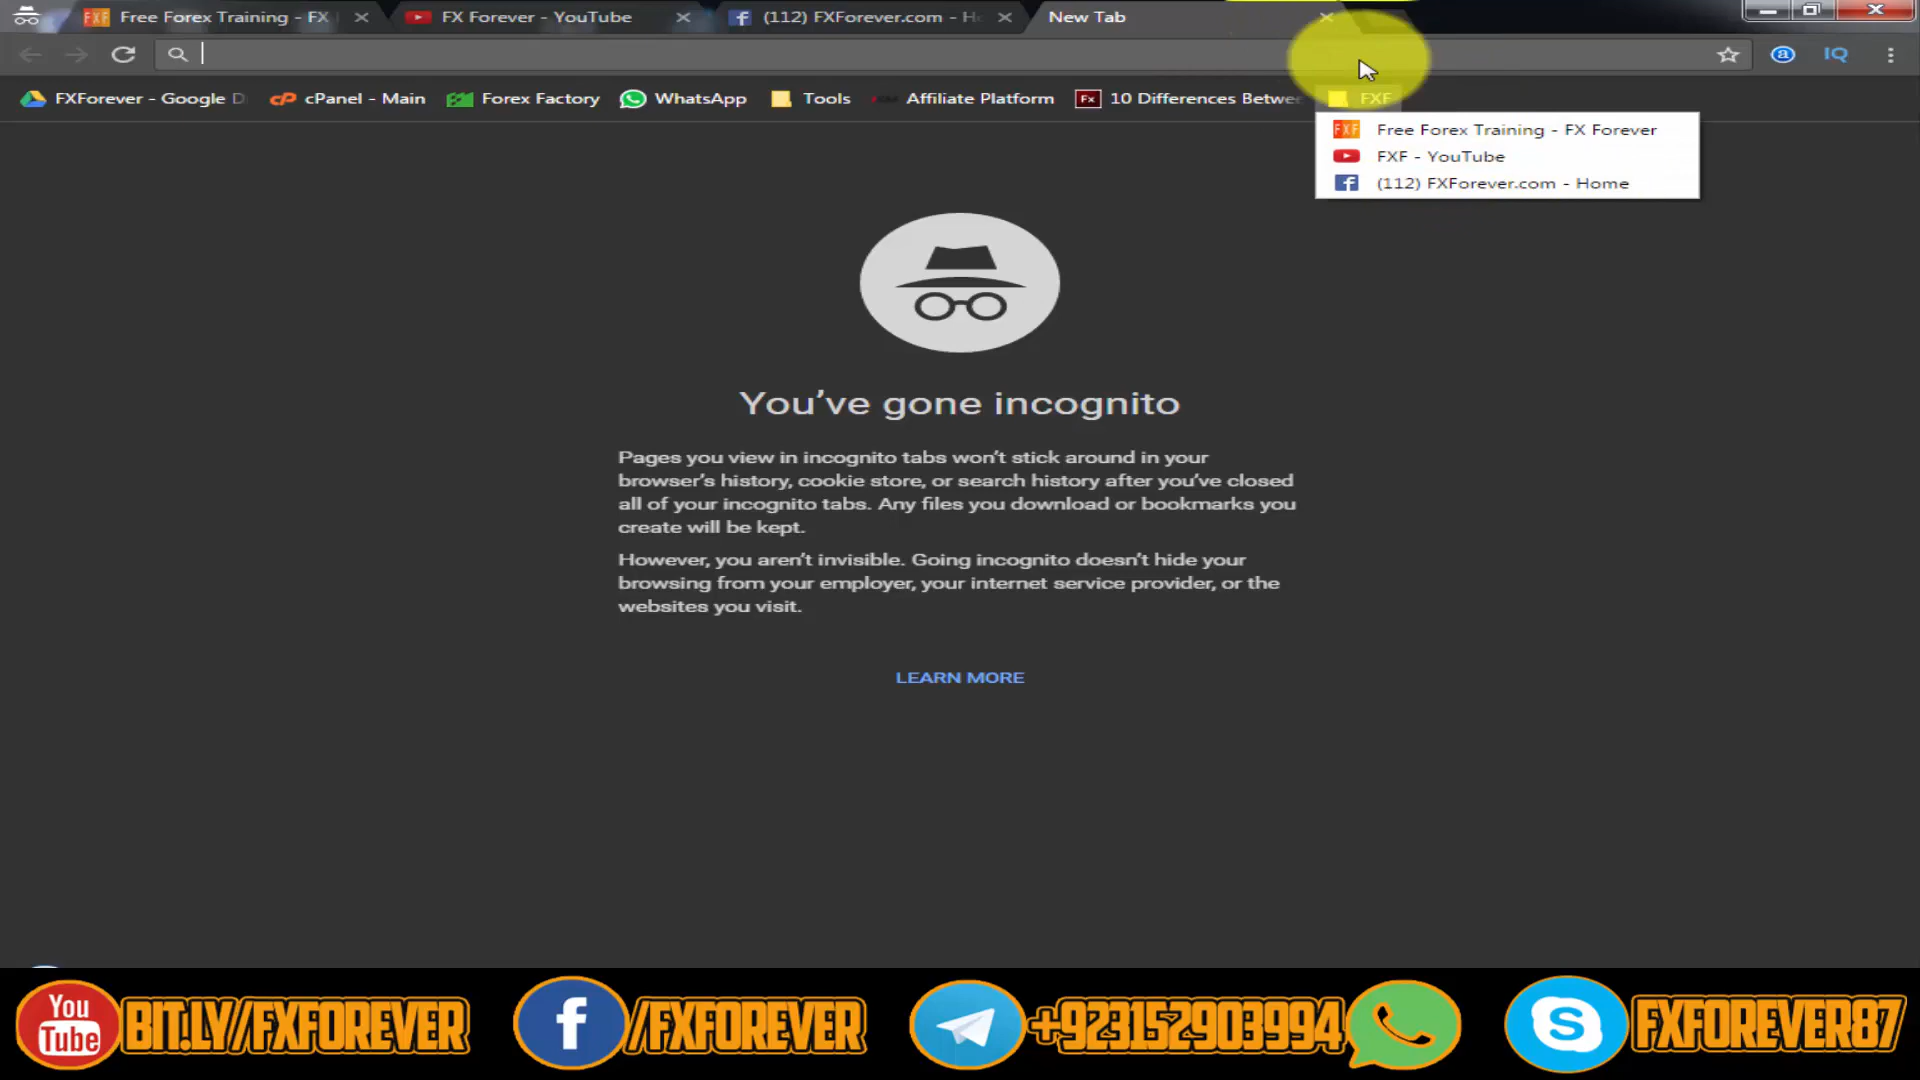 Free Forex Training - FX
FX Forever - YouTube
(112) FXForever.com - Ho
New Tab
FXForever - Google D
cPanel - Main
Forex Factory
WhatsApp
Tools
Affiliate Platform
10 Differences Betwee
FXF
Free Forex Training - FX Forever
FXF - YouTube
(112) FXForever.com - Home
You've gone incognito
Pages you view in incognito tabs won't stick around in your
browser's history, cookie store, or search history after you've closed
all of your incognito tabs. Any files you download or bookmarks you
create will be kept.
However, you aren't invisible. Going incognito doesn't hide your
browsing from your employer, your internet service provider, or the
websites you visit.
LEARN MORE
You
Tube
BIT.LY/FXFOREVER
/FXFOREVER
+923152903994
FXFOREVER87